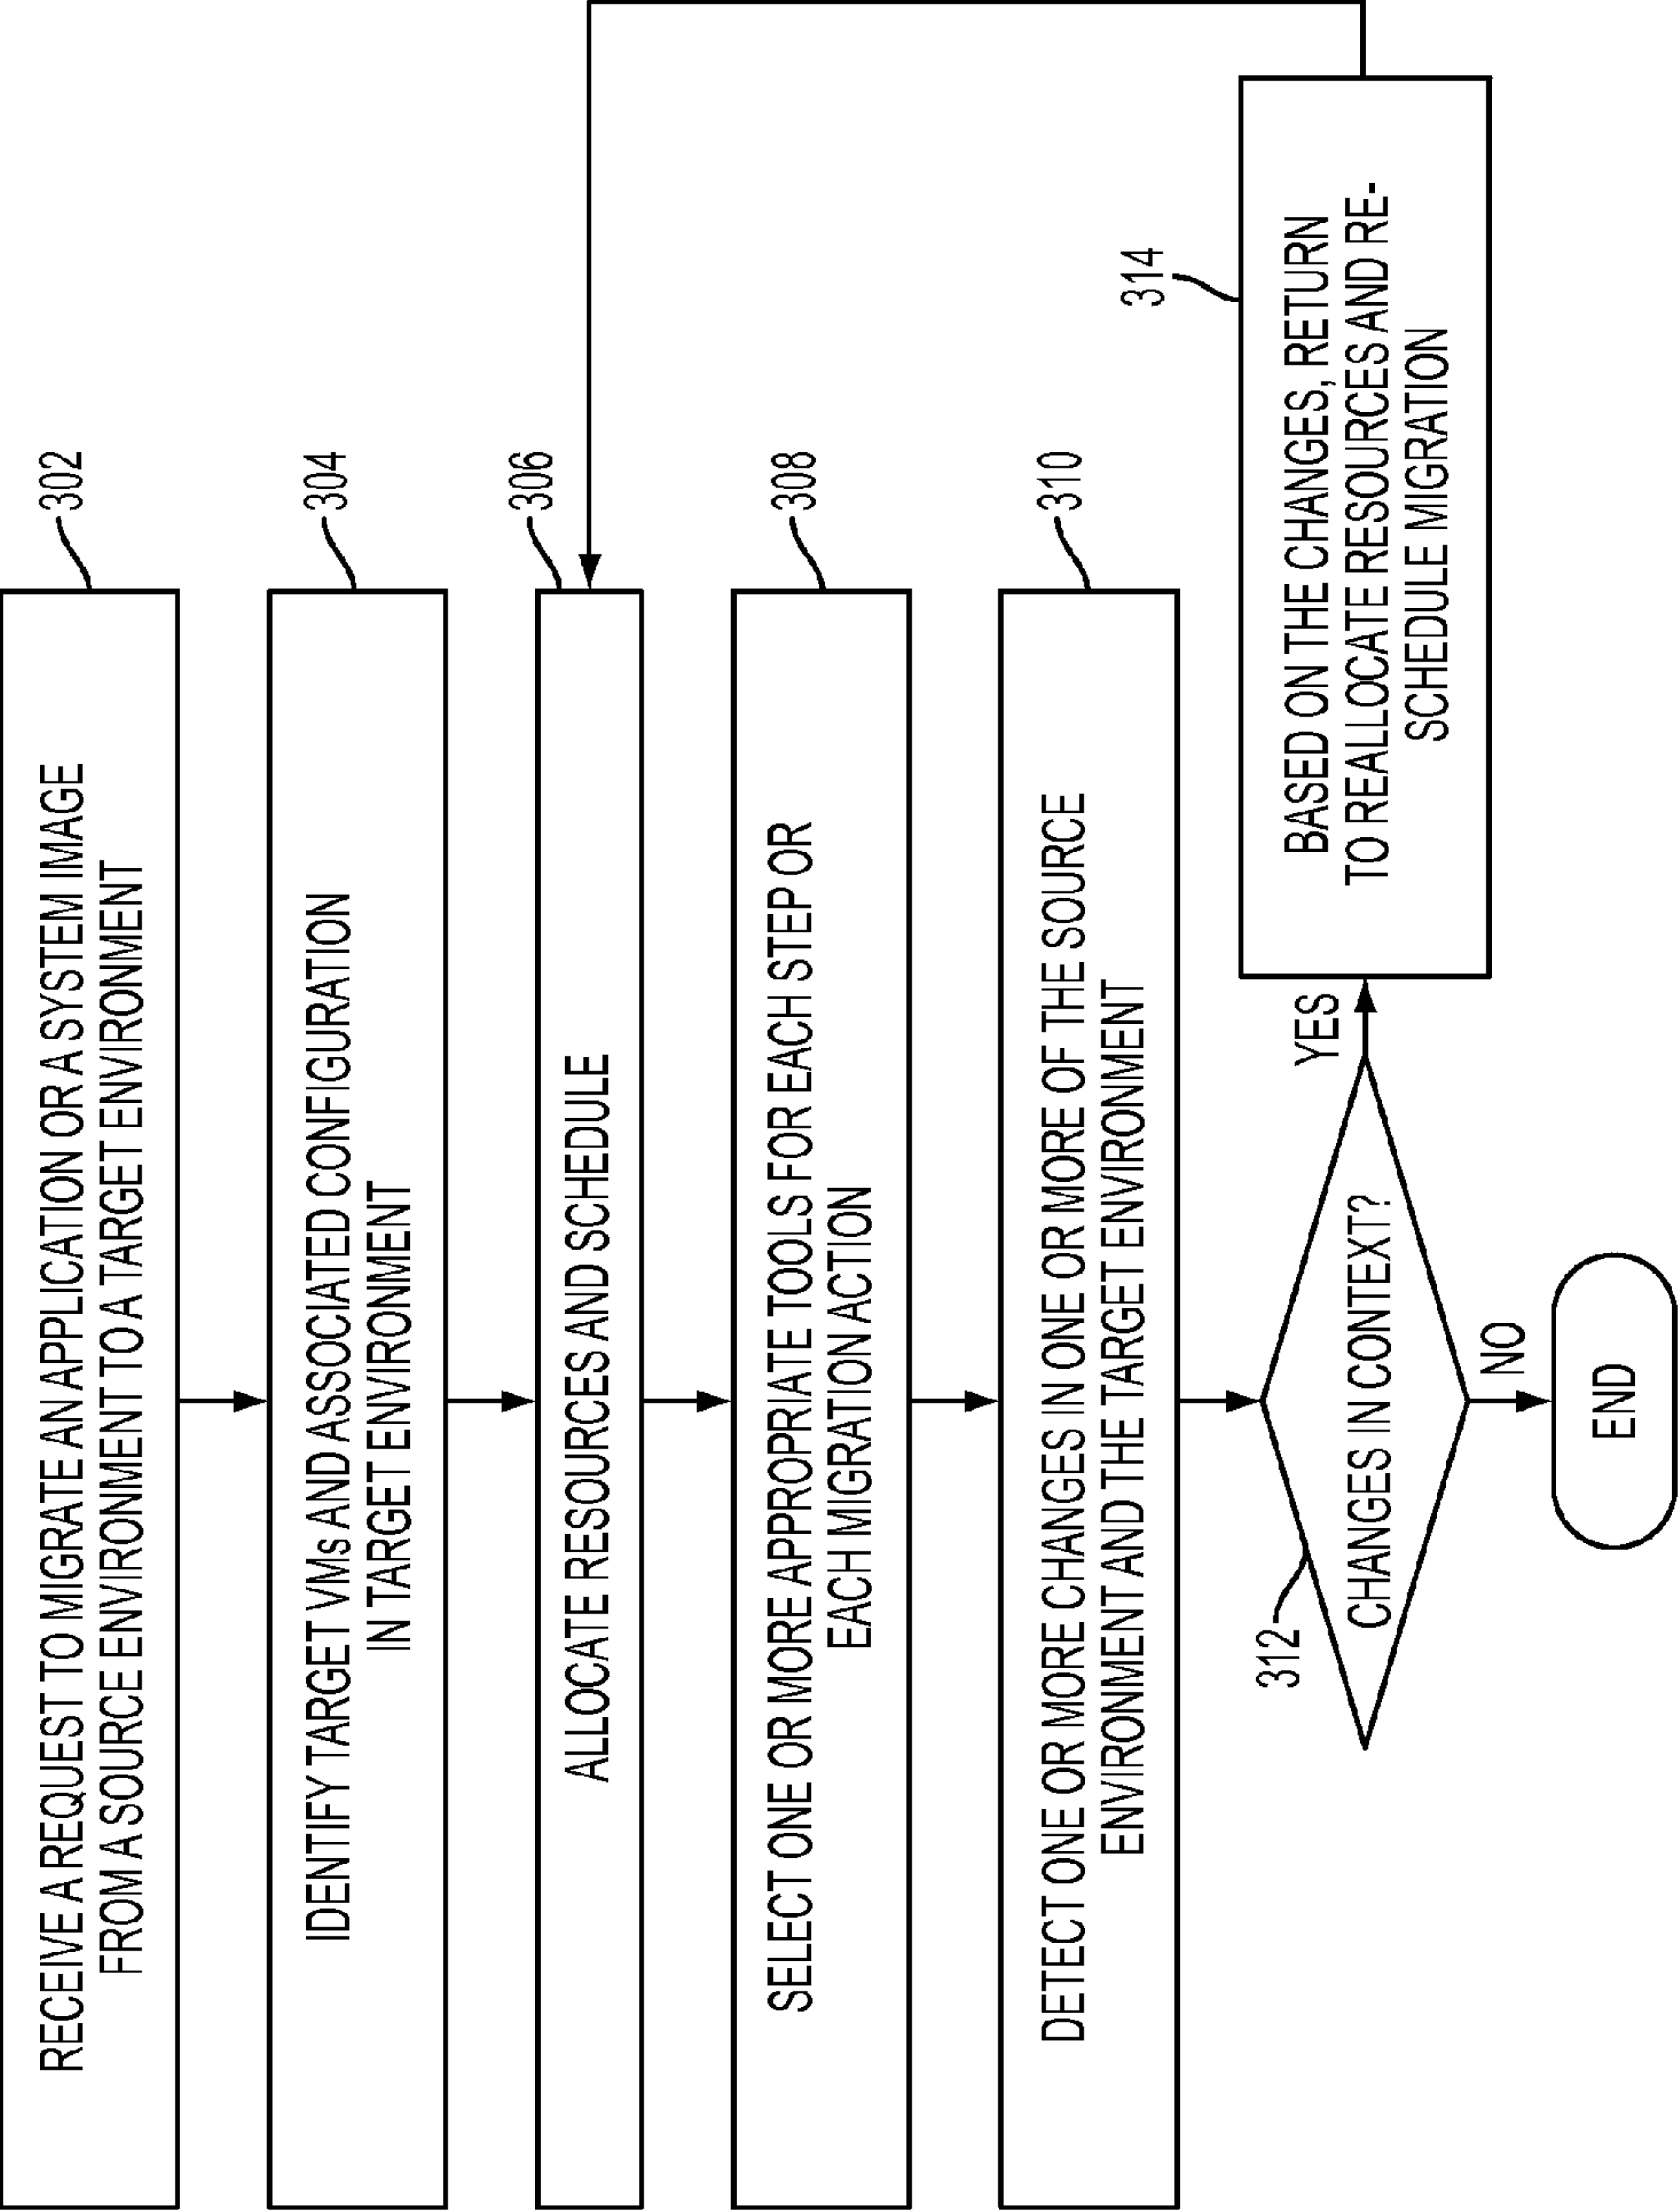 302
RECEIVE A REQUEST TO MIGRATE AN APPLICATION OR A SYSTEM IMAGE
FROM A SOURCE ENVIRONMENT TO A TARGET ENVIRONMENT
304
IDENTIFY TARGET VMs AND ASSOCIATED CONFIGURATION
IN TARGET ENVIRONMENT
306
ALLOCATE RESOURCES AND SCHEDULE
308
SELECT ONE OR MORE APPROPRIATE TOOLS FOR EACH STEP OR
EACH MIGRATION ACTION
310
DETECT ONE OR MORE CHANGES IN ONE OR MORE OF THE SOURCE
ENVIRONMENT AND THE TARGET ENVIRONMENT
312
CHANGES IN CONTEXT?
YES
314
BASED ON THE CHANGES, RETURN
TO REALLOCATE RESOURCES AND RE-
SCHEDULE MIGRATION
NO
END